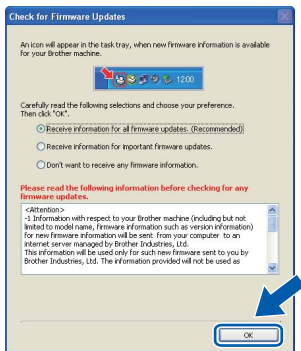 Check for Firmware Updates
An icon will appear in the task tray, when new firmware information is available
for your Brother machine.
12:00
Carefully read the following selections and choose your preference.
Then click "OK".
Receive information for all firmware updates. (Recommended)
Receive information for important firmware updates.
Don't want to receive any firmware information.
Please read the following information before checking for any
firmware updates.
<Attention>
-1 Information with respect to your Brother machine (including but not
limited to model name, firmware information such as version information)
for new firmware information will be sent from your computer to an
internet server managed by Brother Industries, Ltd.
This information will be used only for such new firmware sent to you by
Brother Industries, Ltd. The information provided will not be used as
OK